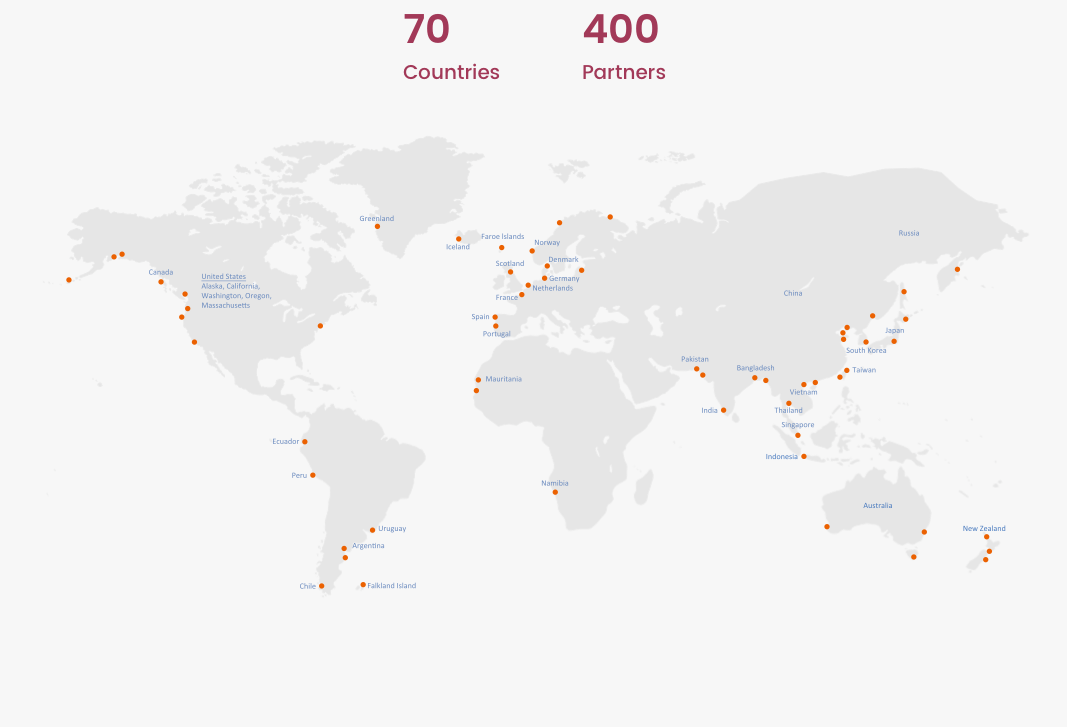 70
Countries
400
Partners
Greenland
Iceland
Faroe Islands
Norway
Scotland
Denmark
Germany
Netherlands
France
Spain
Portugal
Russia
China
Canada
United States
Alaska, California,
Washington, Oregon,
Massachusetts
Japan
South Korea
Pakistan
Bangladesh
Taiwan
Mauritania
Vietnam
India
Thailand
Singapore
Ecuador
Indonesia
Peru
Namibia
Australia
Uruguay
New Zealand
Argentina
Chile
Falkland Island